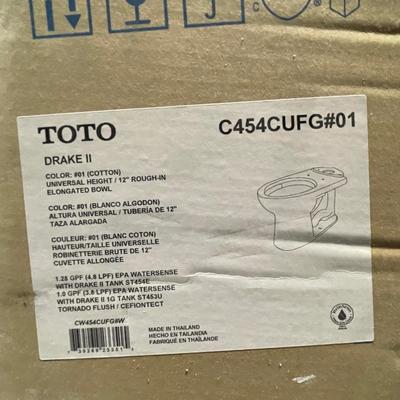 TOTO
C454CUFG#01
DRAKE II
COLOR: #01 (COTTON)
UNIVERSAL HEIGHT / 12" ROUGH-IN
ELONGATED BOWL
COLOR: #01 (BLANCO ALGODON)
ALTURA UNIVERSAL / TUBERÍA DE 12"
TAZA ALARGADA
COULEUR: #01 (BLANC COTON)
HAUTEUR/TAILLE UNIVERSELLE
ROBINETTERIE BRUTE DE 12"
CUVETTE ALLONGÉE
1.28 GPF (4.8 LPF) EPA WATERSENSE
WITH DRAKE II TANK ST454E
1.0 GPF (3.8 LPF) EPA WATERSENSE
WITH DRAKE II 1G TANK ST453U
TORNADO FLUSH / CEFIONTECT
CW454CUFG#W
MADE IN THAILAND
HECHO EN TAILANDIA
FABRIQUÉ EN THAÏLANDE